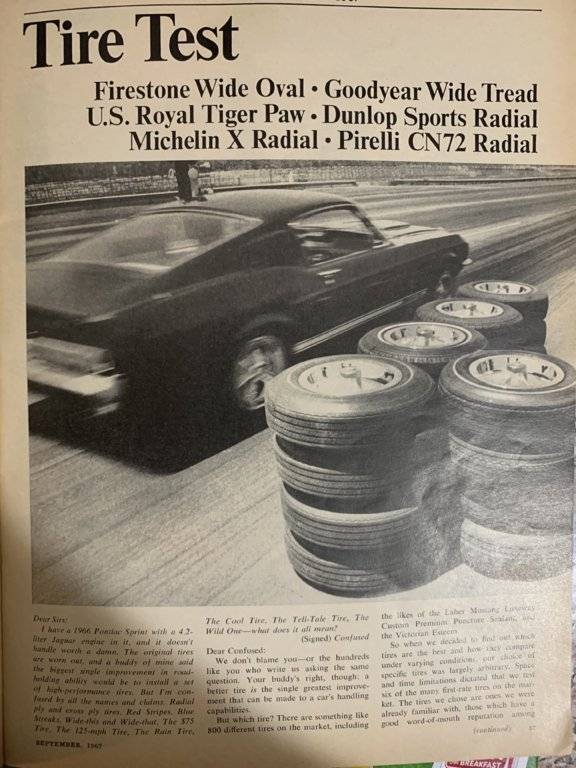 Tire Test
Firestone Wide Oval • Goodyear Wide Tread
U.S. Royal Tiger Paw • Dunlop Sports Radial
Michelin X Radial • Pirelli CN72 Radial
Dear Sirs:
I have a 1966 Pontiac Sprint with a 4.2-
liter Jaguar engine in it, and it doesn't
handle worth a damn. The original tires
are worn out, and a buddy of mine said
the biggest single improvement in road-
holding ability would be to install a set
of high-performance tires. But I'm con-
fused by all the names and claims. Radial
ply and cross ply tires. Red Stripes, Blue
Streaks, Wide-this and Wide-that, The $75
Tire, The 125-mph Tire, The Rain Tire,
SEPTEMBER, 1967
The Cool Tire, The Tell-Tale Tire, The
Wild One—what does it all mean?
(Signed) Confused
Dear Confused:
We don't blame you—or the hundreds
like you who write us asking the same
question. Your buddy's right, though; a
better tire is the single greatest improve-
ment that can be made to a car's handling
capabilities.
But which tire? There are something like
800 different tires on the market, including
the likes of the Laher Mustang
Custom Premium Puncture Sealant, and
the Victorian Esteem.
So when we decided to find out which
tires are the best and how they compare
under varying conditions, our choice of
specific tires was largely arbitrary. Space
and time limitations dictated that we test
six of the many first-rate tires on the mar-
ket. The tires we chose are ones we were
already familiar with, those which have a
good word-of-mouth reputation among
(continued) 57
BREAKFAST